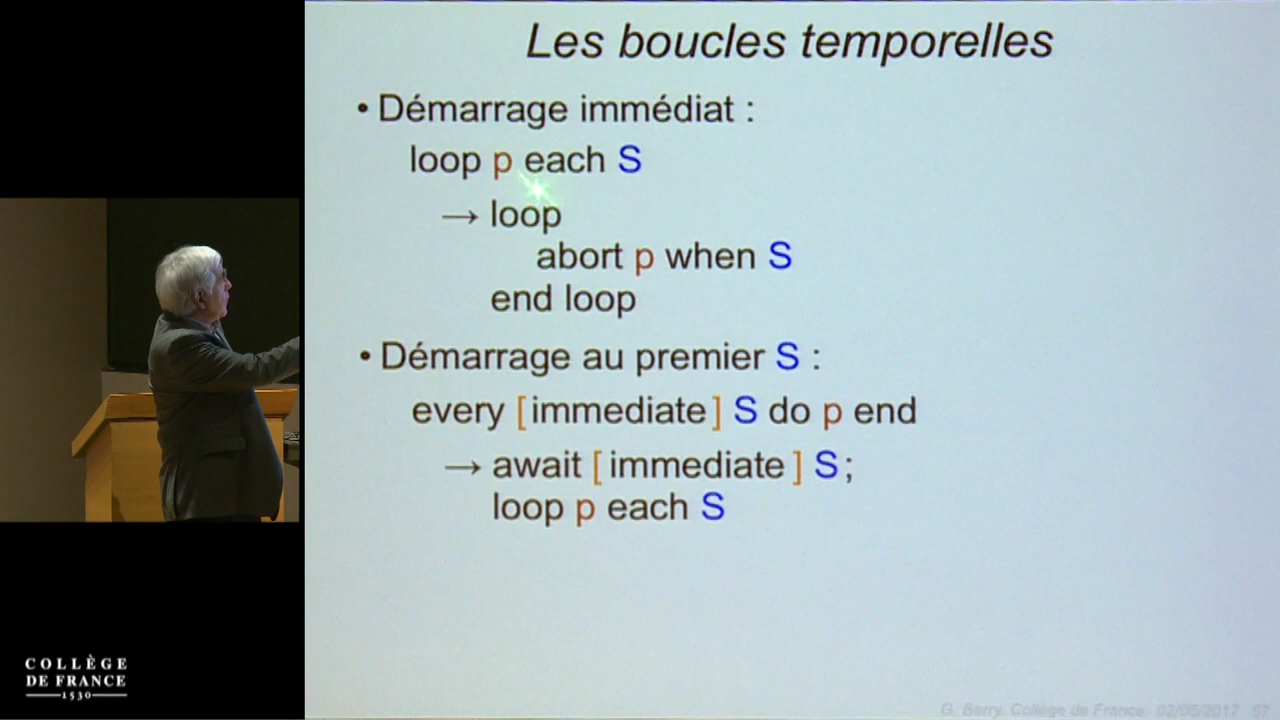 Les boucles temporelles
• Démarrage immédiat :
loop p each S
→ loop
abort p when S
end loop
• Démarrage au premier S :
every [immediate] S do p end
→ await [immediate] S;
loop p each S
COLLÈGE
DE FRANCE
1530
G. Berry, Collège de France 02/05/2017 57